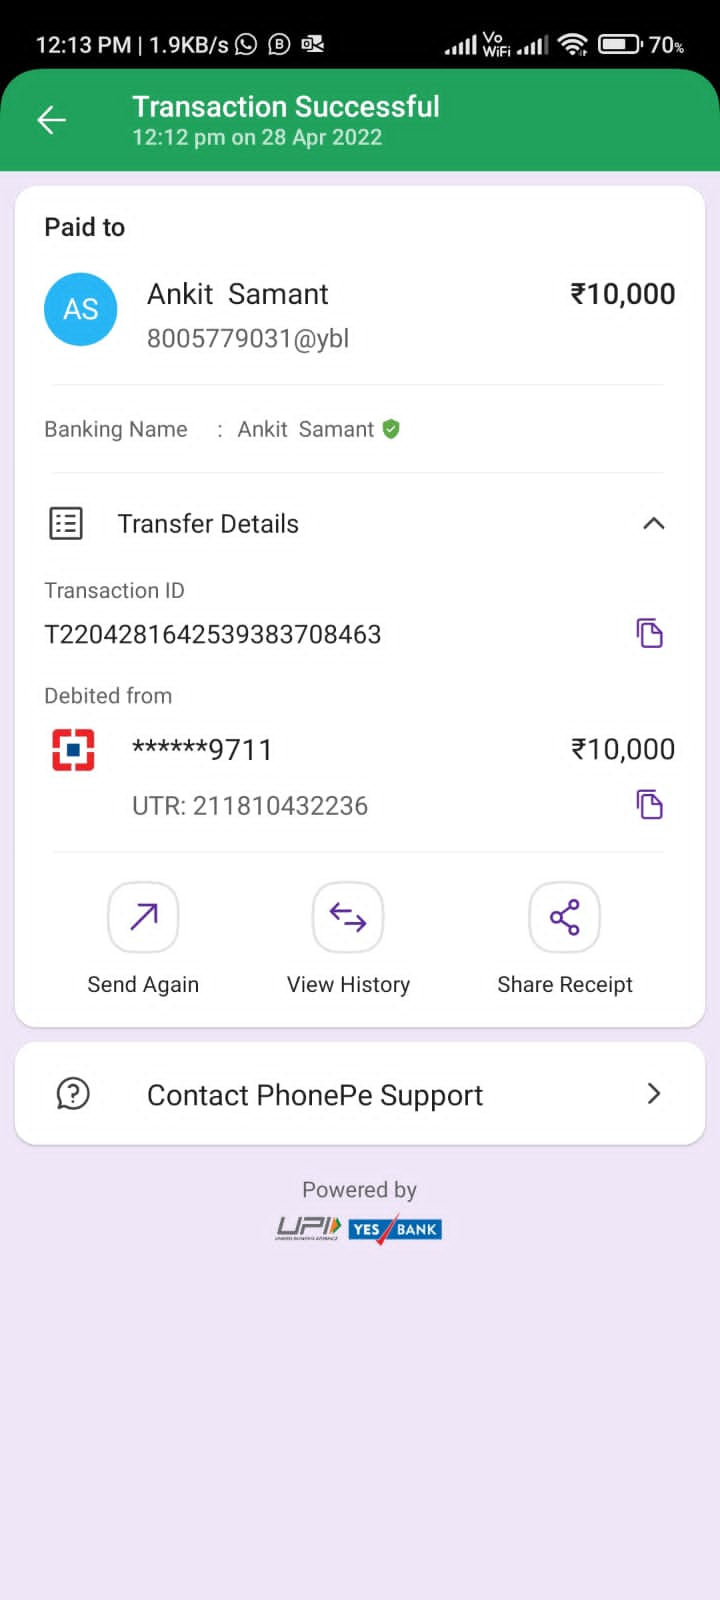 12:13 PM | 1.9KB/s B Vo WiFi 70%
Transaction Successful
12:12 pm on 28 Apr 2022
Paid to
AS Ankit Samant ₹10,000
8005779031@ybl
Banking Name : Ankit Samant
Transfer Details
Transaction ID
T2204281642539383708463
Debited from
******9711 ₹10,000
UTR: 211810432236
Send Again View History Share Receipt
Contact PhonePe Support
Powered by
UPI YES BANK